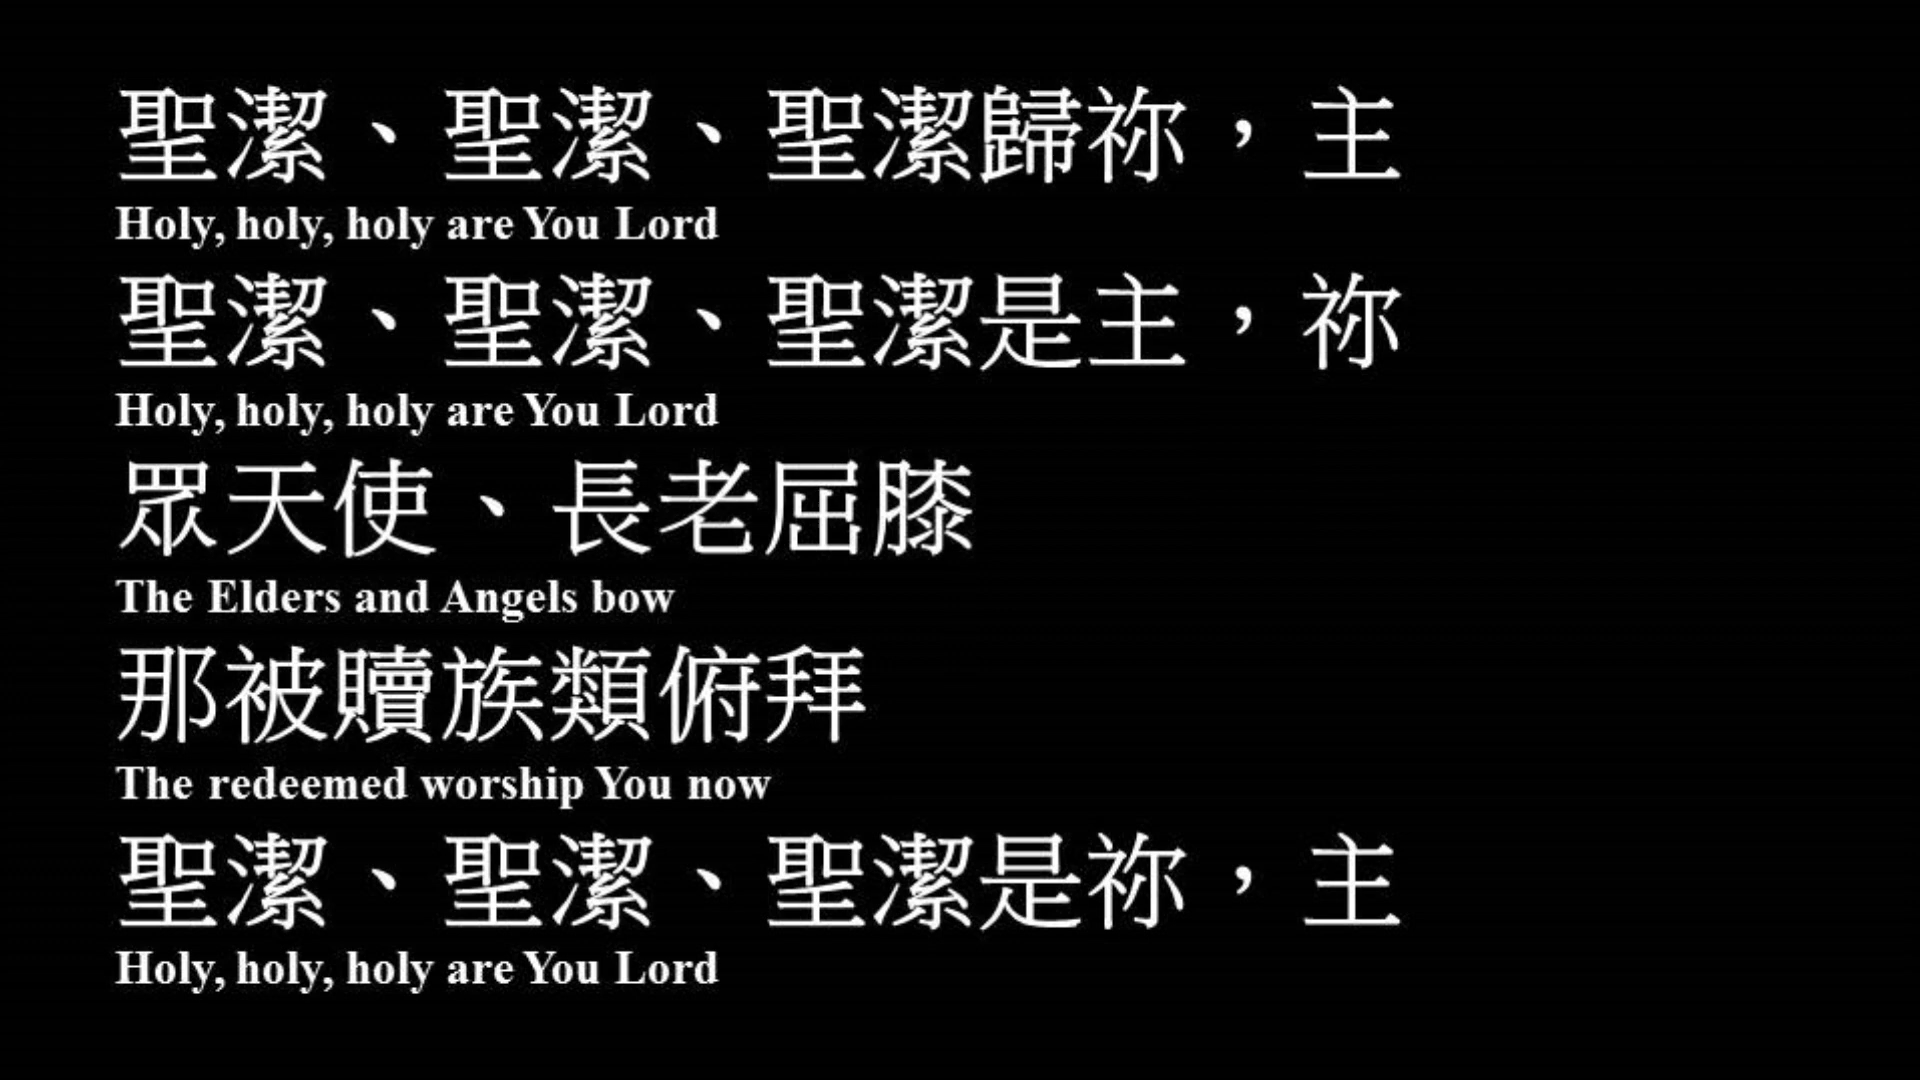 聖潔、聖潔、聖潔歸祢，主
Holy, holy, holy are You Lord
聖潔、聖潔、聖潔是主，祢
Holy, holy, holy are You Lord
眾天使、長老屈膝
The Elders and Angels bow
那被贖族類俯拜
The redeemed worship You now
聖潔、聖潔、聖潔是祢，主
Holy, holy, holy are You Lord